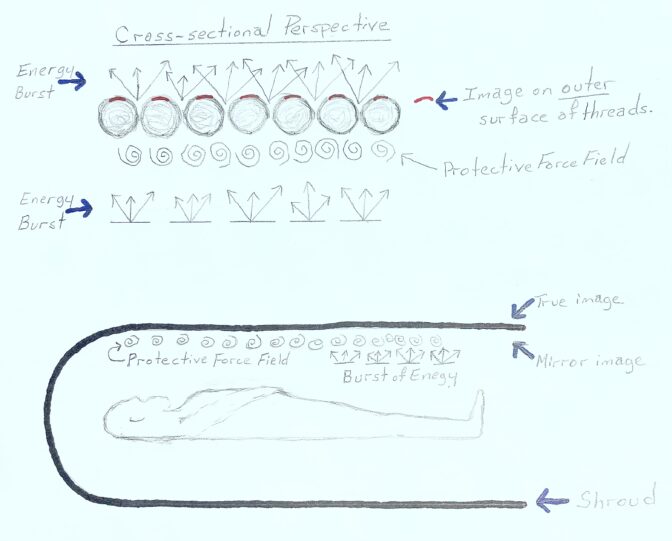 Cross-sectional Perspective
Energy
Burst
Image on outer
surface of threads.
Protective Force Field
Energy
Burst
True image
Mirror image
Protective Force Field
Burst of Enegy
Shroud